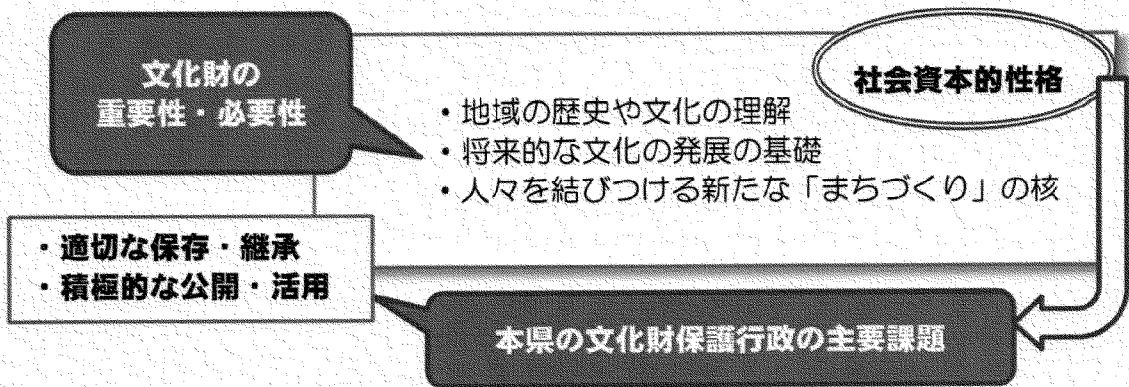 文化財の
重要性・必要性
社会資本的性格
・地域の歴史や文化の理解
・将来的な文化の発展の基礎
・人々を結びつける新たな「まちづくり」の核
・適切な保存・継承
・積極的な公開・活用
本県の文化財保護行政の主要課題